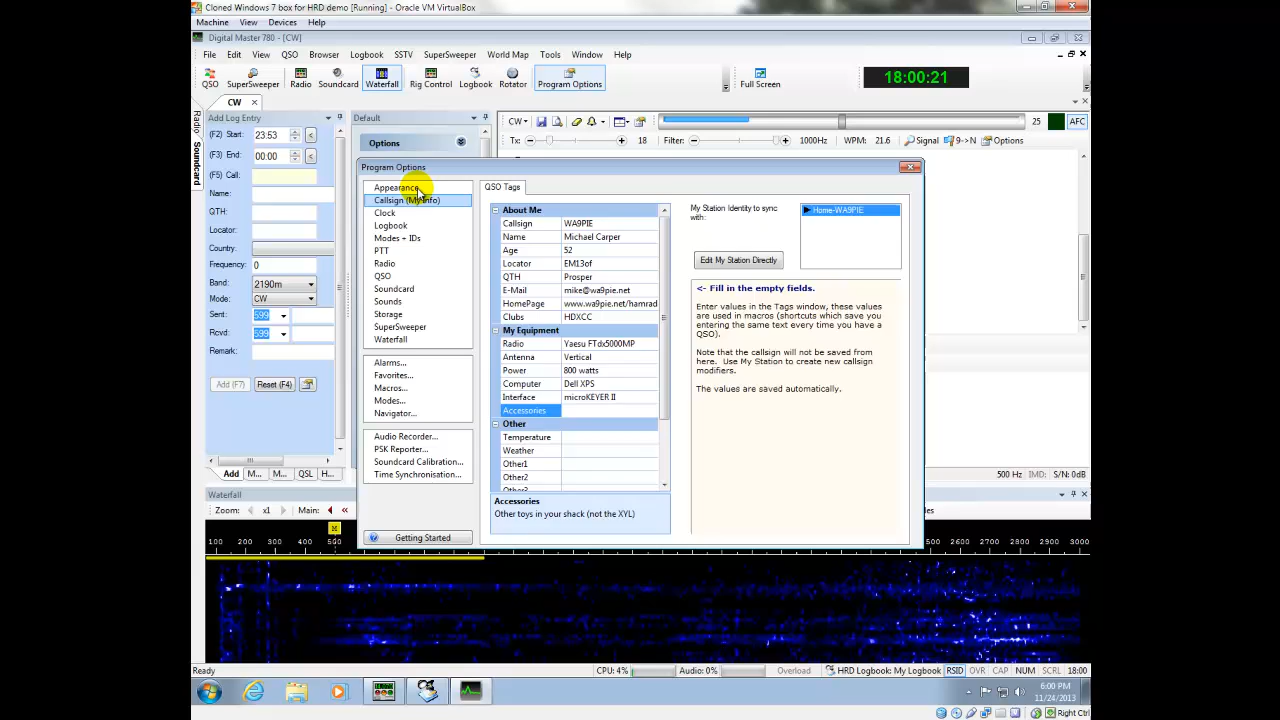 Cloned Windows 7 box for HRD demo [Running] - Oracle VM VirtualBox
Machine View Devices Help
Digital Master 780 - [CW]
File Edit View QSO Browser Logbook SSTV SuperSweeper World Map Tools Window Help
QSO SuperSweeper Radio Soundcard Waterfall Rig Control Logbook Rotator Program Options Full Screen 18:00:21
CW
Radio
Soundcard
Add Log Entry
(F2) Start: 23:53 <
(F3) End: 00:00 <
(F5) Call:
Name:
QTH:
Locator:
Country:
Frequency: 0
Band: 2190m
Mode: CW
Sent: 599
Rcvd: 599
Remark:
Add (F7) Reset (F4)
Add M... M... QSL H...
Default
Options
CW 25 AFC
Tx: 18 Filter: 1000Hz WPM: 21.6 Signal 9->N Options
Program Options
Appearance
Callsign (My Info)
Clock
Logbook
Modes + IDs
PTT
Radio
QSO
Soundcard
Sounds
Storage
SuperSweeper
Waterfall
Alarms...
Favorites...
Macros...
Modes...
Navigator...
Audio Recorder...
PSK Reporter...
Soundcard Calibration...
Time Synchronisation...
Getting Started
QSO Tags
About Me
Callsign WA9PIE
Name Michael Carper
Age 52
Locator EM13of
QTH Prosper
E-Mail mike@wa9pie.net
HomePage www.wa9pie.net/hamrad
Clubs HDXCC
My Equipment
Radio Yaesu FTdx5000MP
Antenna Vertical
Power 800 watts
Computer Dell XPS
Interface microKEYER II
Accessories
Other
Temperature
Weather
Other1
Other2
Other3
Accessories
Other toys in your shack (not the XYL)
My Station Identity to sync
with:
Home-WA9PIE
Edit My Station Directly
<- Fill in the empty fields.
Enter values in the Tags window, these values
are used in macros (shortcuts which save you
entering the same text every time you have a
QSO).
Note that the callsign will not be saved from
here. Use My Station to create new callsign
modifiers.
The values are saved automatically.
500 Hz IMD: S/N: 0dB
Waterfall
Zoom: x1 Main:
M
100 200 300 400 500 2500 2600 2700 2800 2900 3000
Ready CPU: 4% Audio: 0% Overload HRD Logbook: My Logbook RSID OVR CAP NUM SCRL 18:00
6:00 PM
11/24/2013
Right Ctrl